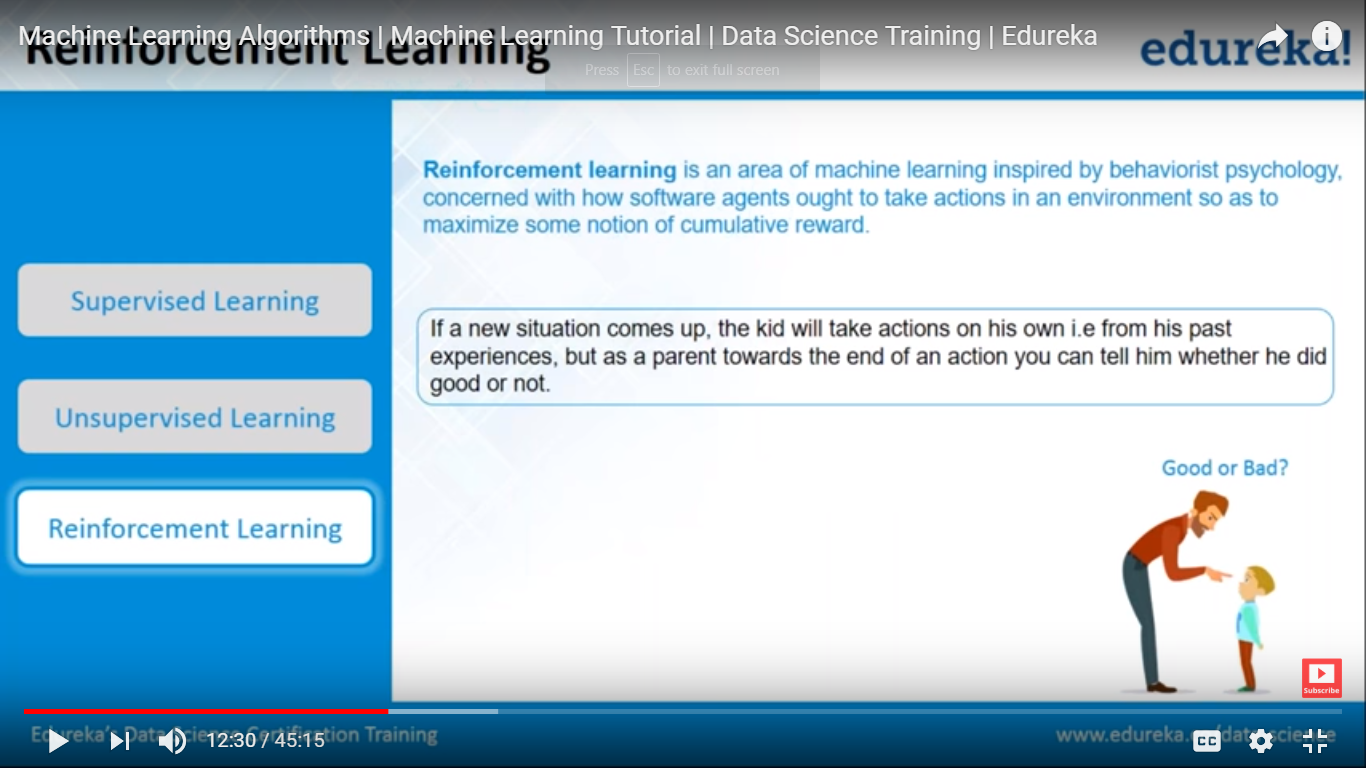 Machine Learning Algorithms | Machine Learning Tutorial | Data Science Training | Edureka
Reinforcement Learning
edureka!
Press Esc to exit full screen
Reinforcement learning is an area of machine learning inspired by behaviorist psychology,
concerned with how software agents ought to take actions in an environment so as to
maximize some notion of cumulative reward.
Supervised Learning
Unsupervised Learning
Reinforcement Learning
If a new situation comes up, the kid will take actions on his own i.e from his past
experiences, but as a parent towards the end of an action you can tell him whether he did
good or not.
Good or Bad?
Subscribe
Edureka's Data Science Certification Training
12:30 / 45:15
CC